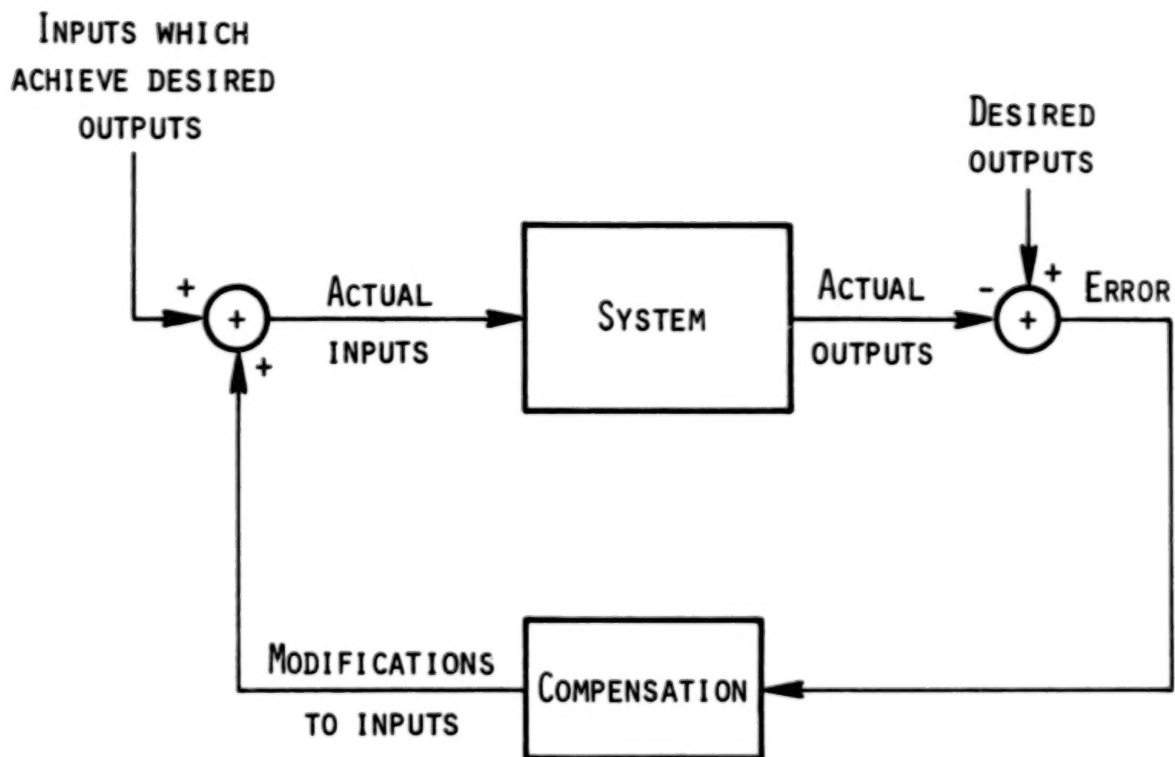 INPUTS WHICH
ACHIEVE DESIRED
OUTPUTS
DESIRED
OUTPUTS
+
+
ACTUAL
INPUTS
+
SYSTEM
ACTUAL
OUTPUTS
-
+
+
ERROR
MODIFICATIONS
TO INPUTS
COMPENSATION